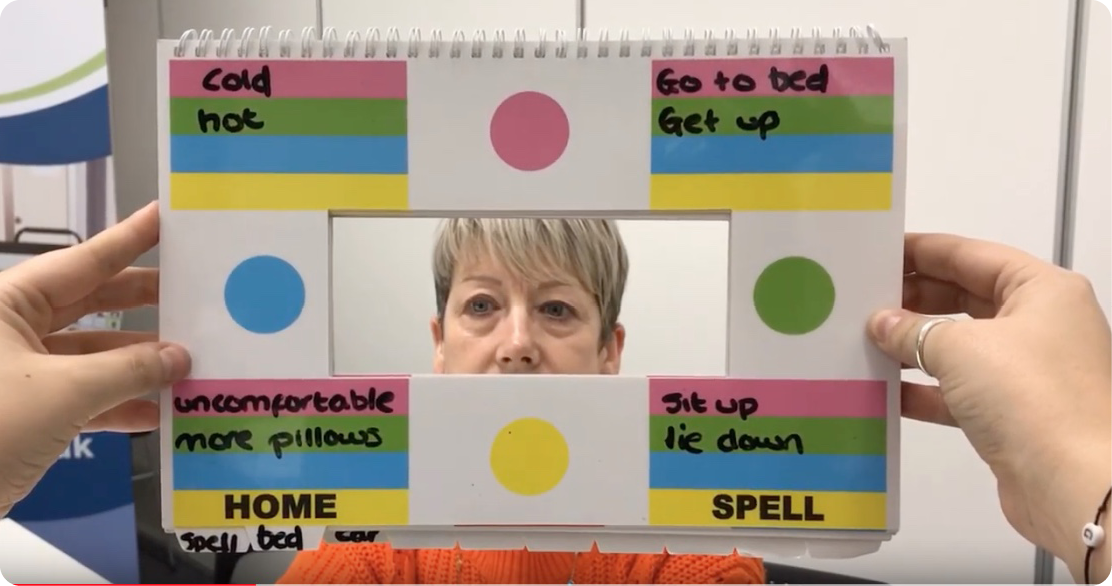 Cold
hot
Go to bed
Get up
uncomfortable
more pillows
HOME
Sit up
lie down
SPELL
spell bed car
uk